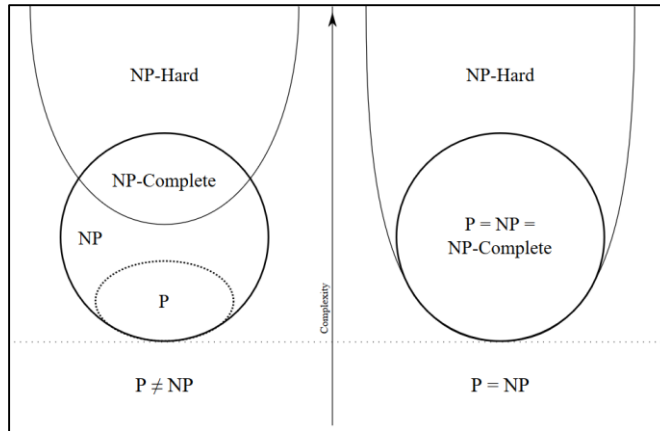 NP-Hard
NP-Complete
NP
P
P ≠ NP
Complexity
NP-Hard
P = NP =
NP-Complete
P = NP